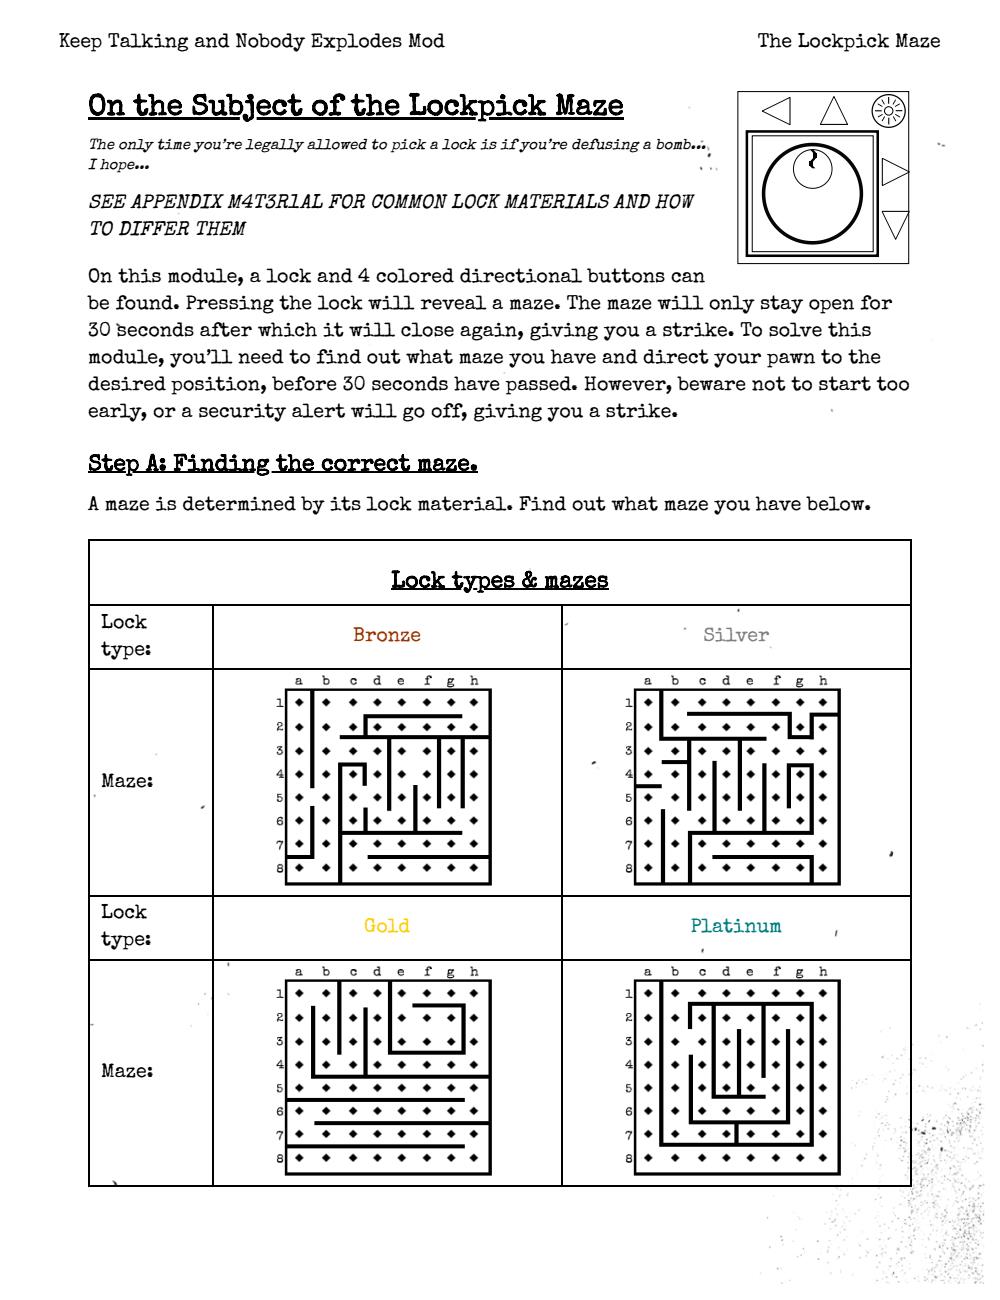 Keep Talking and Nobody Explodes Mod
The Lockpick Maze
On the Subject of the Lockpick Maze
The only time you're legally allowed to pick a lock is if you're defusing a bomb...
I hope...
SEE APPENDIX M4T3R1AL FOR COMMON LOCK MATERIALS AND HOW
TO DIFFER THEM
On this module, a lock and 4 colored directional buttons can
be found. Pressing the lock will reveal a maze. The maze will only stay open for
30 seconds after which it will close again, giving you a strike. To solve this
module, you'll need to find out what maze you have and direct your pawn to the
desired position, before 30 seconds have passed. However, beware not to start too
early, or a security alert will go off, giving you a strike.
Step A: Finding the correct maze.
A maze is determined by its lock material. Find out what maze you have below.
Lock types & mazes
Lock
type:
Bronze
Silver
Maze:
a b c d e f g h
1
2
3
4
5
6
7
8
a b c d e f g h
1
2
3
4
5
6
7
8
Lock
type:
Gold
Platinum
Maze:
a b c d e f g h
1
2
3
4
5
6
7
8
a b c d e f g h
1
2
3
4
5
6
7
8